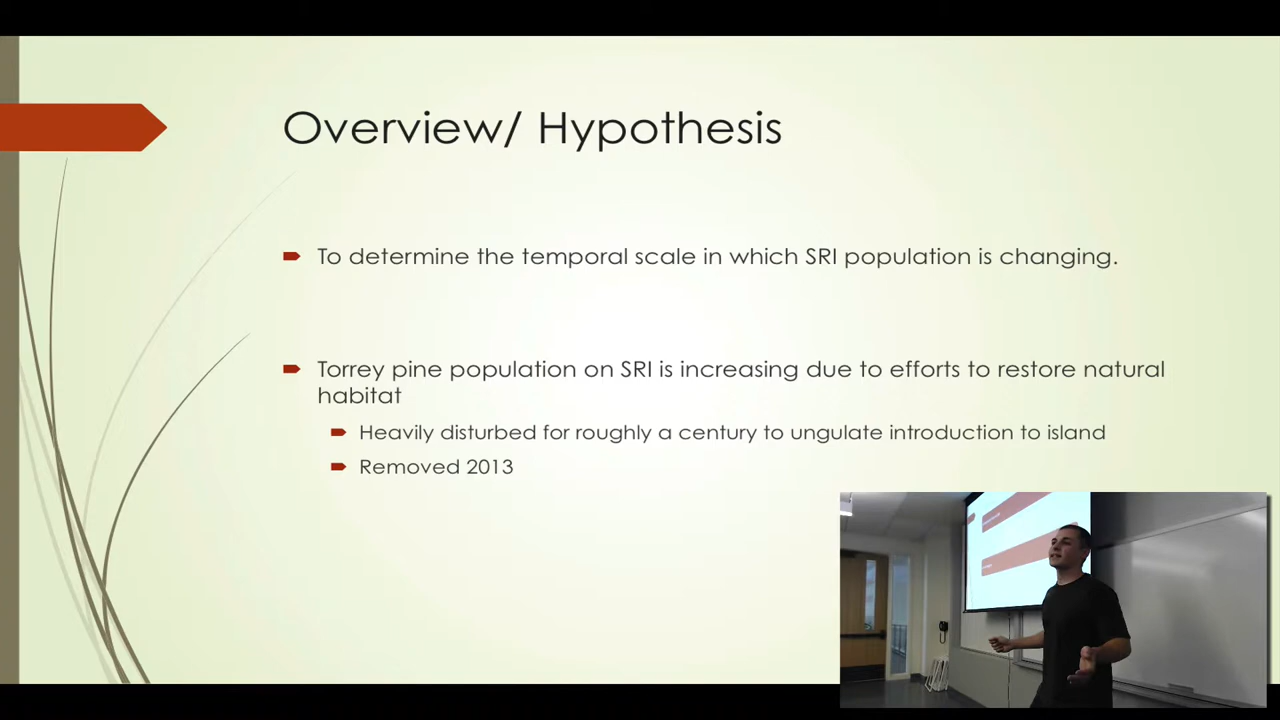 Overview/ Hypothesis
To determine the temporal scale in which SRI population is changing.
Torrey pine population on SRI is increasing due to efforts to restore natural
habitat
Heavily disturbed for roughly a century to ungulate introduction to island
Removed 2013